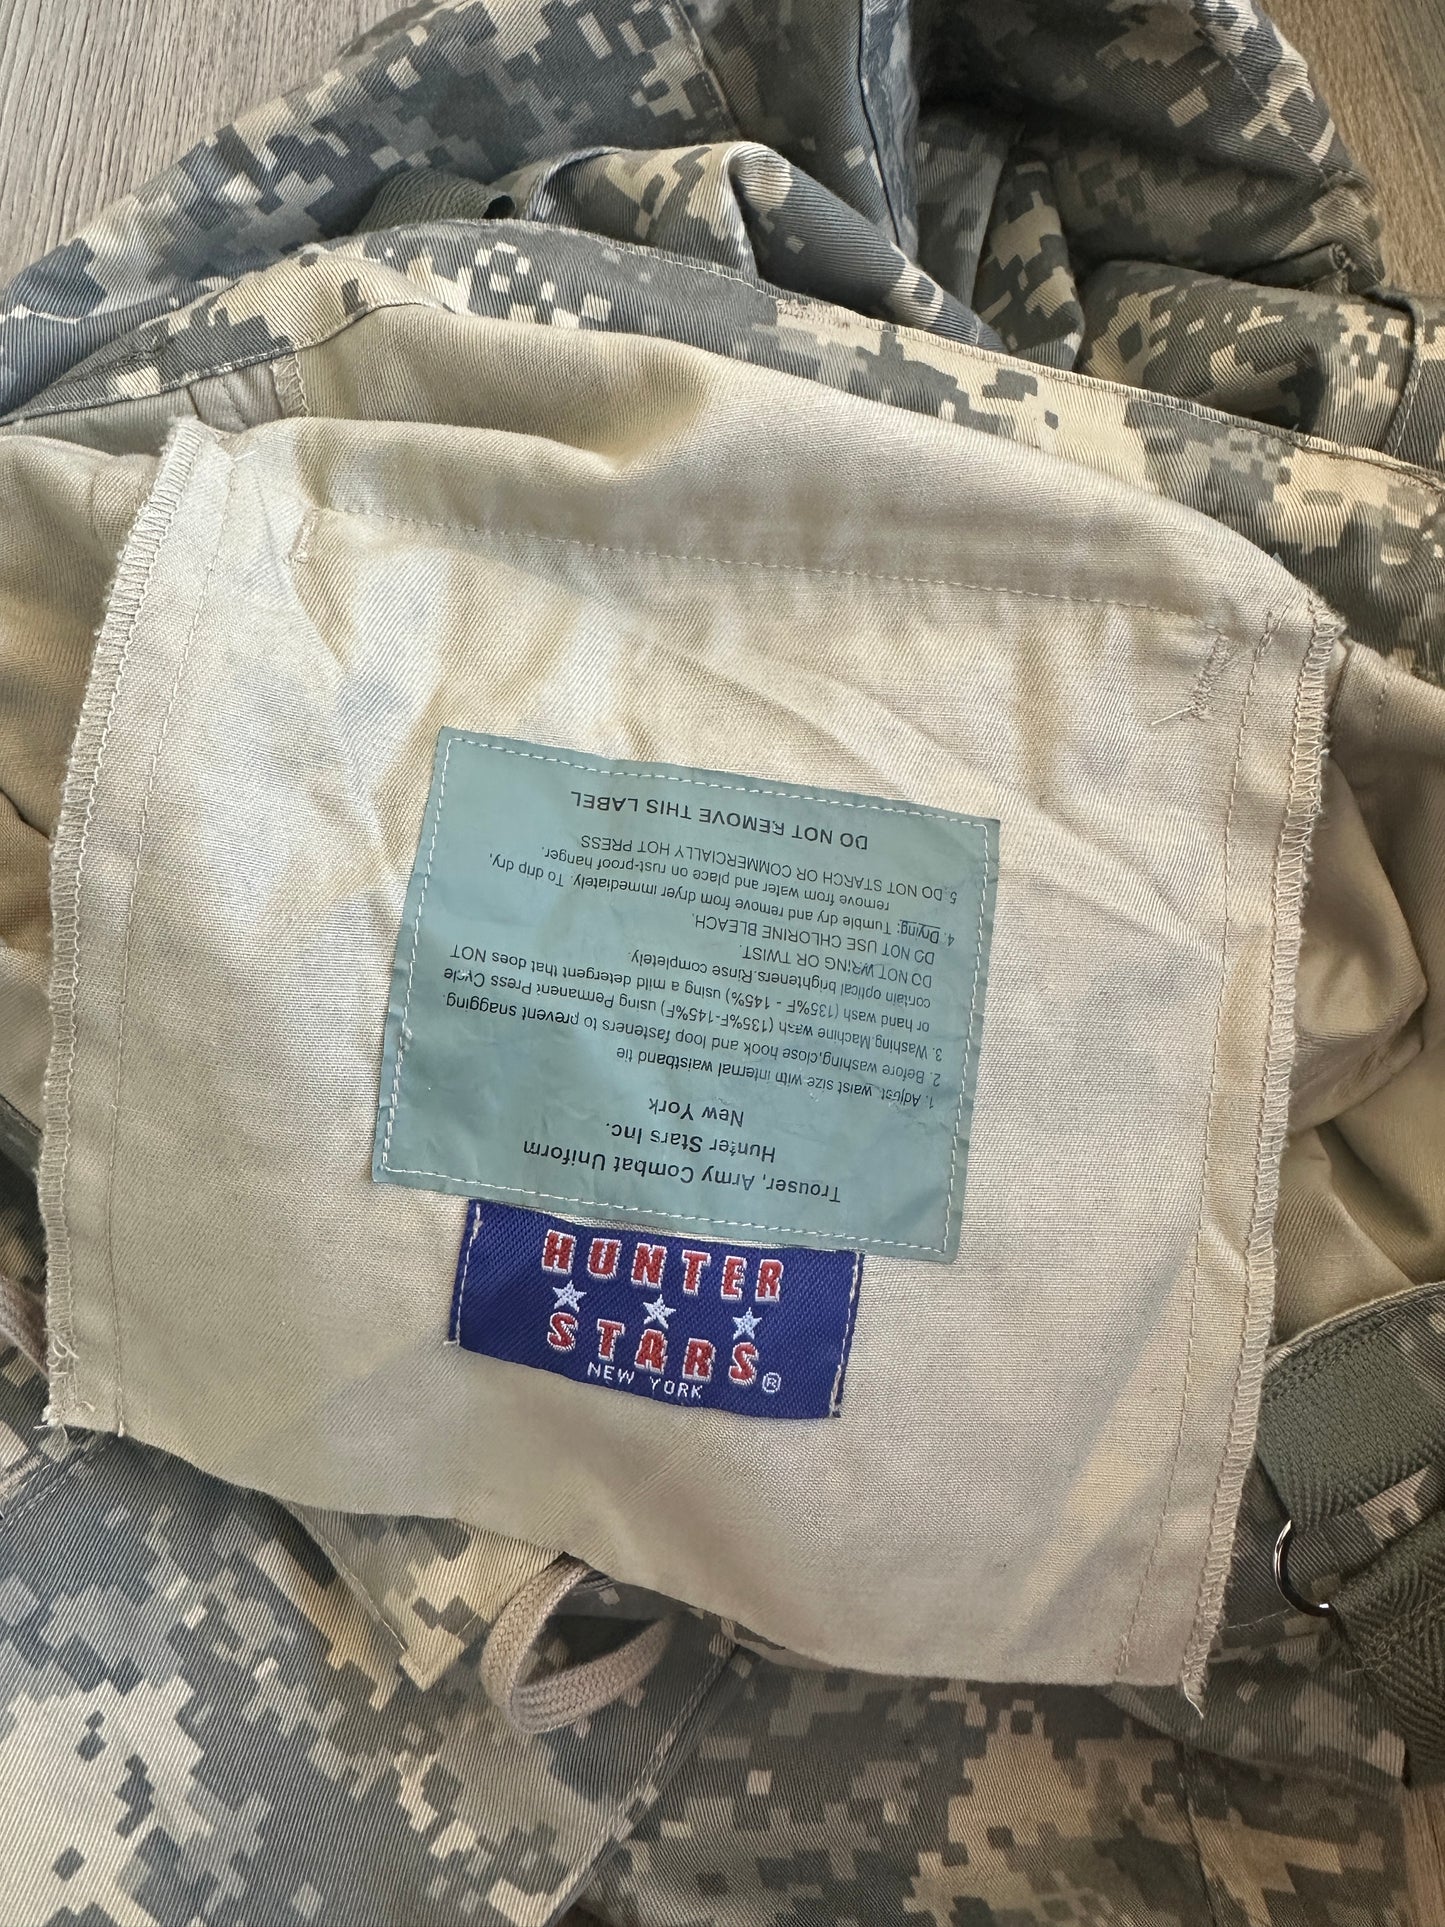 Trouser, Army Combat Uniform
Hunter Stars Inc.
New York
1. Adjust waist size with internal waistband tie
2. Before washing,close hook and loop fasteners to prevent snagging.
3. Washing.Machine wash (135%F-145%F) using Permanent Press Cycle
or hand wash (135%F - 145%) using a mild detergent that does NOT
contain optical brighteners.Rinse completely.
DO NOT WRING OR TWIST.
DO NOT USE CHLORINE BLEACH.
4. Drying: Tumble dry and remove from dryer immediately. To drip dry,
remove from water and place on rust-proof hanger.
5. DO NOT STARCH OR COMMERCIALLY HOT PRESS
DO NOT REMOVE THIS LABEL
HUNTER
STARS
NEW YORK ®